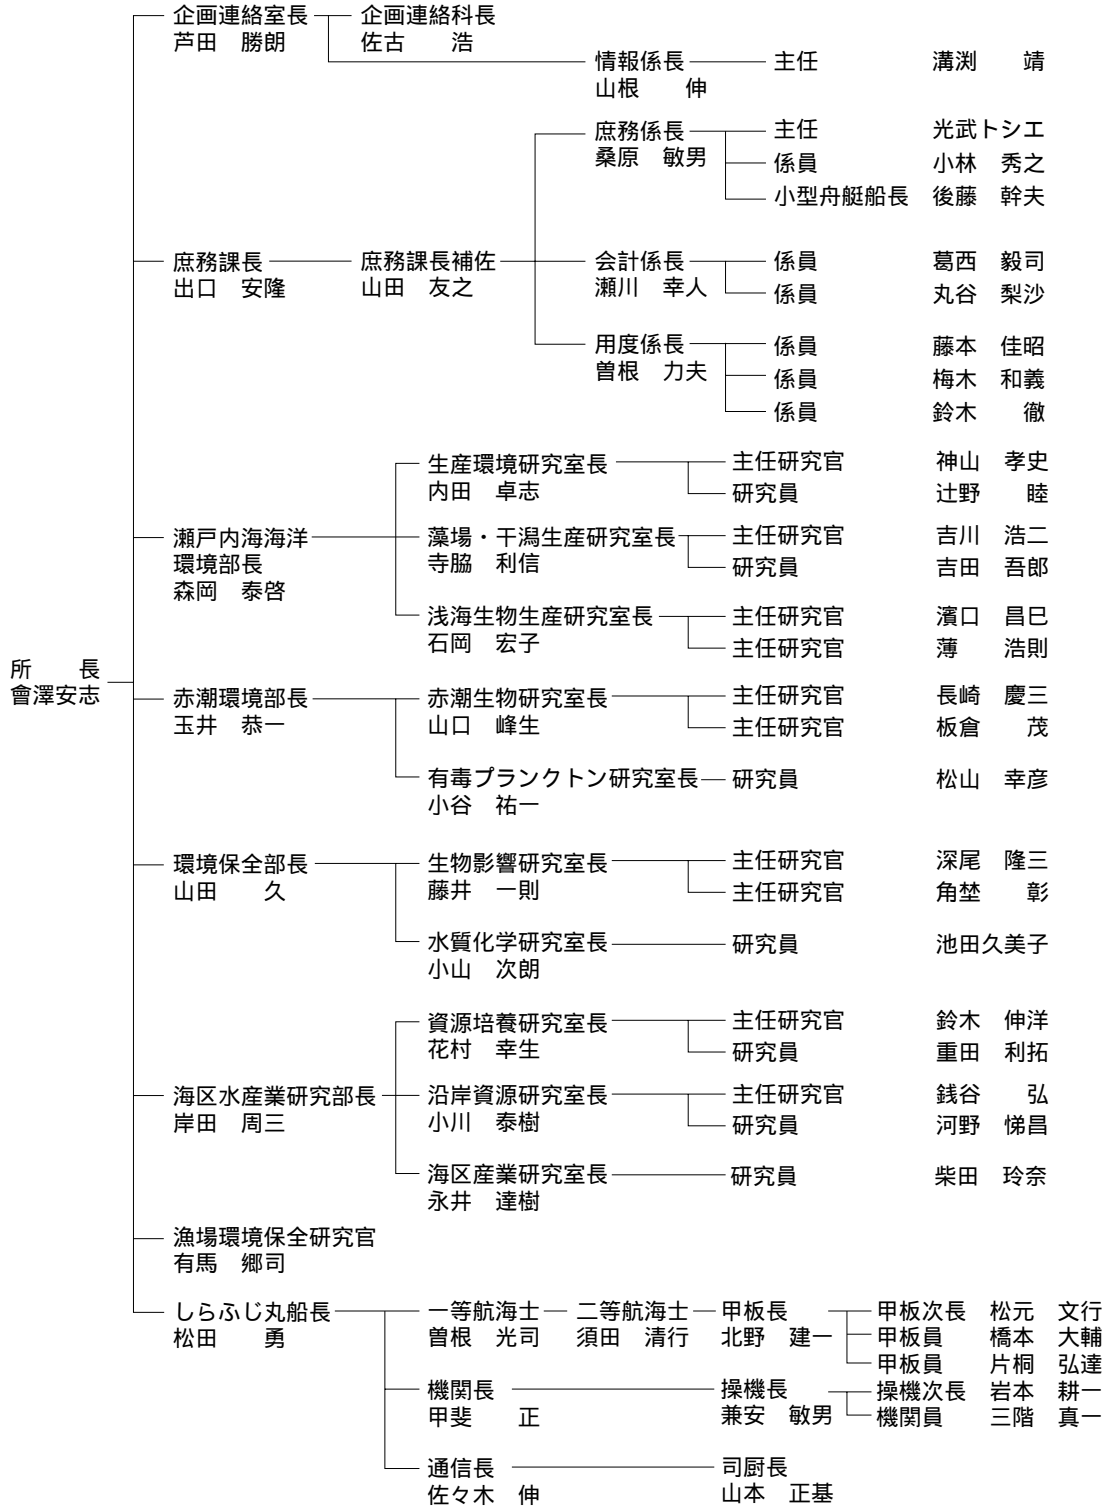 企画連絡室長 企画連絡科長
芦田　勝朗 佐古　　浩
情報係長 主任 溝渕　　靖
山根　　伸
庶務係長 主任 光武トシエ
桑原　敏男
係員 小林　秀之
小型舟艇船長 後藤　幹夫
庶務課長 庶務課長補佐 会計係長 係員 葛西　毅司
出口　安隆 山田　友之 瀬川　幸人
係員 丸谷　梨沙
用度係長 係員 藤本　佳昭
曽根　力夫
係員 梅木　和義
係員 鈴木　　徹
生産環境研究室長 主任研究官 神山　孝史
内田　卓志 研究員 辻野　　睦
瀬戸内海海洋 藻場・干潟生産研究室長 主任研究官 吉川　浩二
環境部長 寺脇　利信 研究員 吉田　吾郎
森岡　泰啓
浅海生物生産研究室長 主任研究官 濱口　昌巳
石岡　宏子 主任研究官 薄　　浩則
所　　長
會澤安志
赤潮環境部長 赤潮生物研究室長 主任研究官 長崎　慶三
玉井　恭一 山口　峰生 主任研究官 板倉　　茂
有毒プランクトン研究室長 研究員 松山　幸彦
小谷　祐一
環境保全部長 生物影響研究室長 主任研究官 深尾　隆三
山田　　久 藤井　一則 主任研究官 角埜　　彰
水質化学研究室長 研究員 池田久美子
小山　次朗
資源培養研究室長 主任研究官 鈴木　伸洋
花村　幸生 研究員 重田　利拓
海区水産業研究部長 沿岸資源研究室長 主任研究官 銭谷　　弘
岸田　周三 小川　泰樹 研究員 河野　悌昌
海区産業研究室長 研究員 柴田　玲奈
永井　達樹
漁場環境保全研究官
有馬　郷司
しらふじ丸船長 一等航海士 二等航海士 甲板長 甲板次長 松元　文行
松田　　勇 曽根　光司 須田　清行 北野　建一 甲板員 橋本　大輔
甲板員 片桐　弘達
機関長 操機長 操機次長 岩本　耕一
甲斐　　正 兼安　敏男 機関員 三階　真一
通信長 司厨長
佐々木　伸 山本　正基